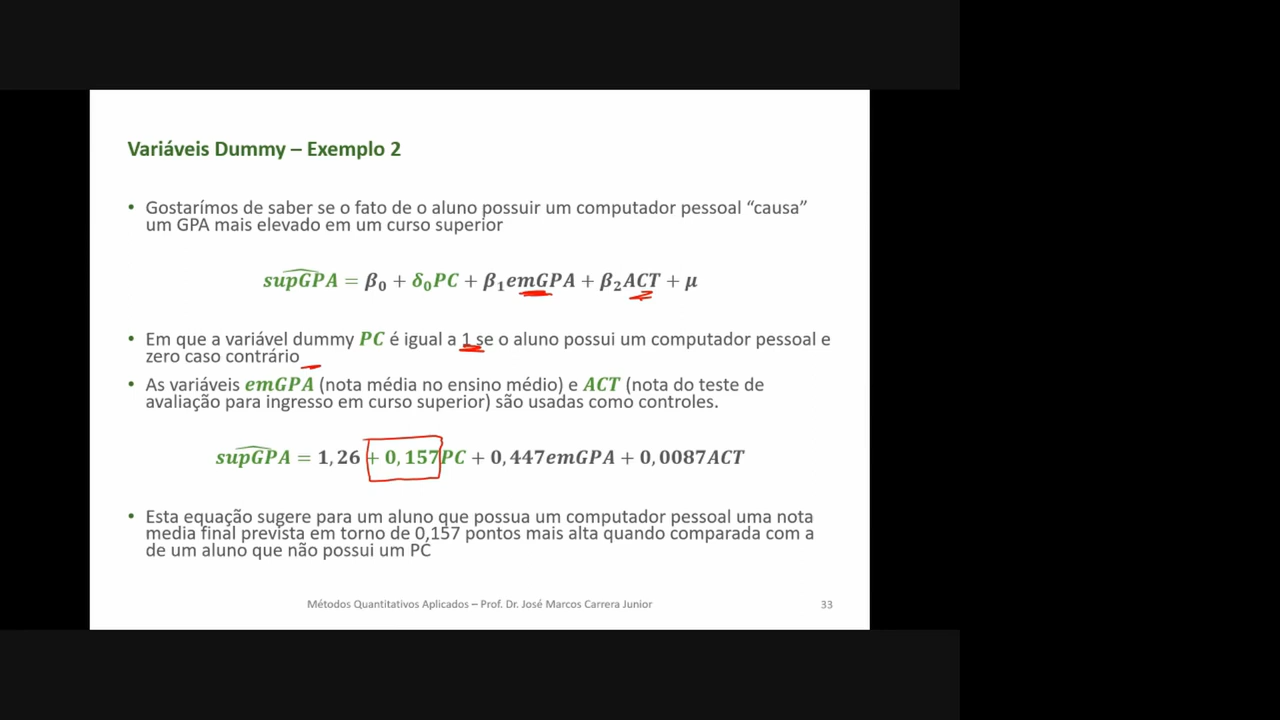 Variáveis Dummy – Exemplo 2
• Gostarímos de saber se o fato de o aluno possuir um computador pessoal “causa”
um GPA mais elevado em um curso superior
\widehat{supGPA} = β₀ + δ₀PC + β₁emGPA + β₂ACT + μ
• Em que a variável dummy PC é igual a 1 se o aluno possui um computador pessoal e
zero caso contrário
• As variáveis emGPA (nota média no ensino médio) e ACT (nota do teste de
avaliação para ingresso em curso superior) são usadas como controles.
\widehat{supGPA} = 1,26 + 0,157PC + 0,447emGPA + 0,0087ACT
• Esta equação sugere para um aluno que possua um computador pessoal uma nota
media final prevista em torno de 0,157 pontos mais alta quando comparada com a
de um aluno que não possui um PC
Métodos Quantitativos Aplicados – Prof. Dr. José Marcos Carrera Junior
33